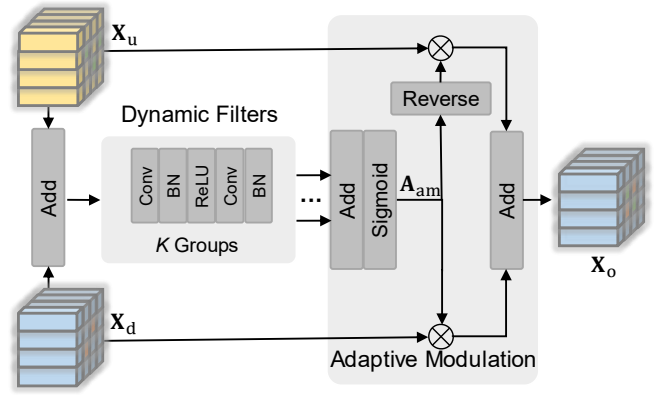 X_u
Reverse
Dynamic Filters
Add
Conv
BN
ReLU
Conv
BN
K Groups
...
Add
Sigmoid
A_am
Add
X_o
X_d
Adaptive Modulation